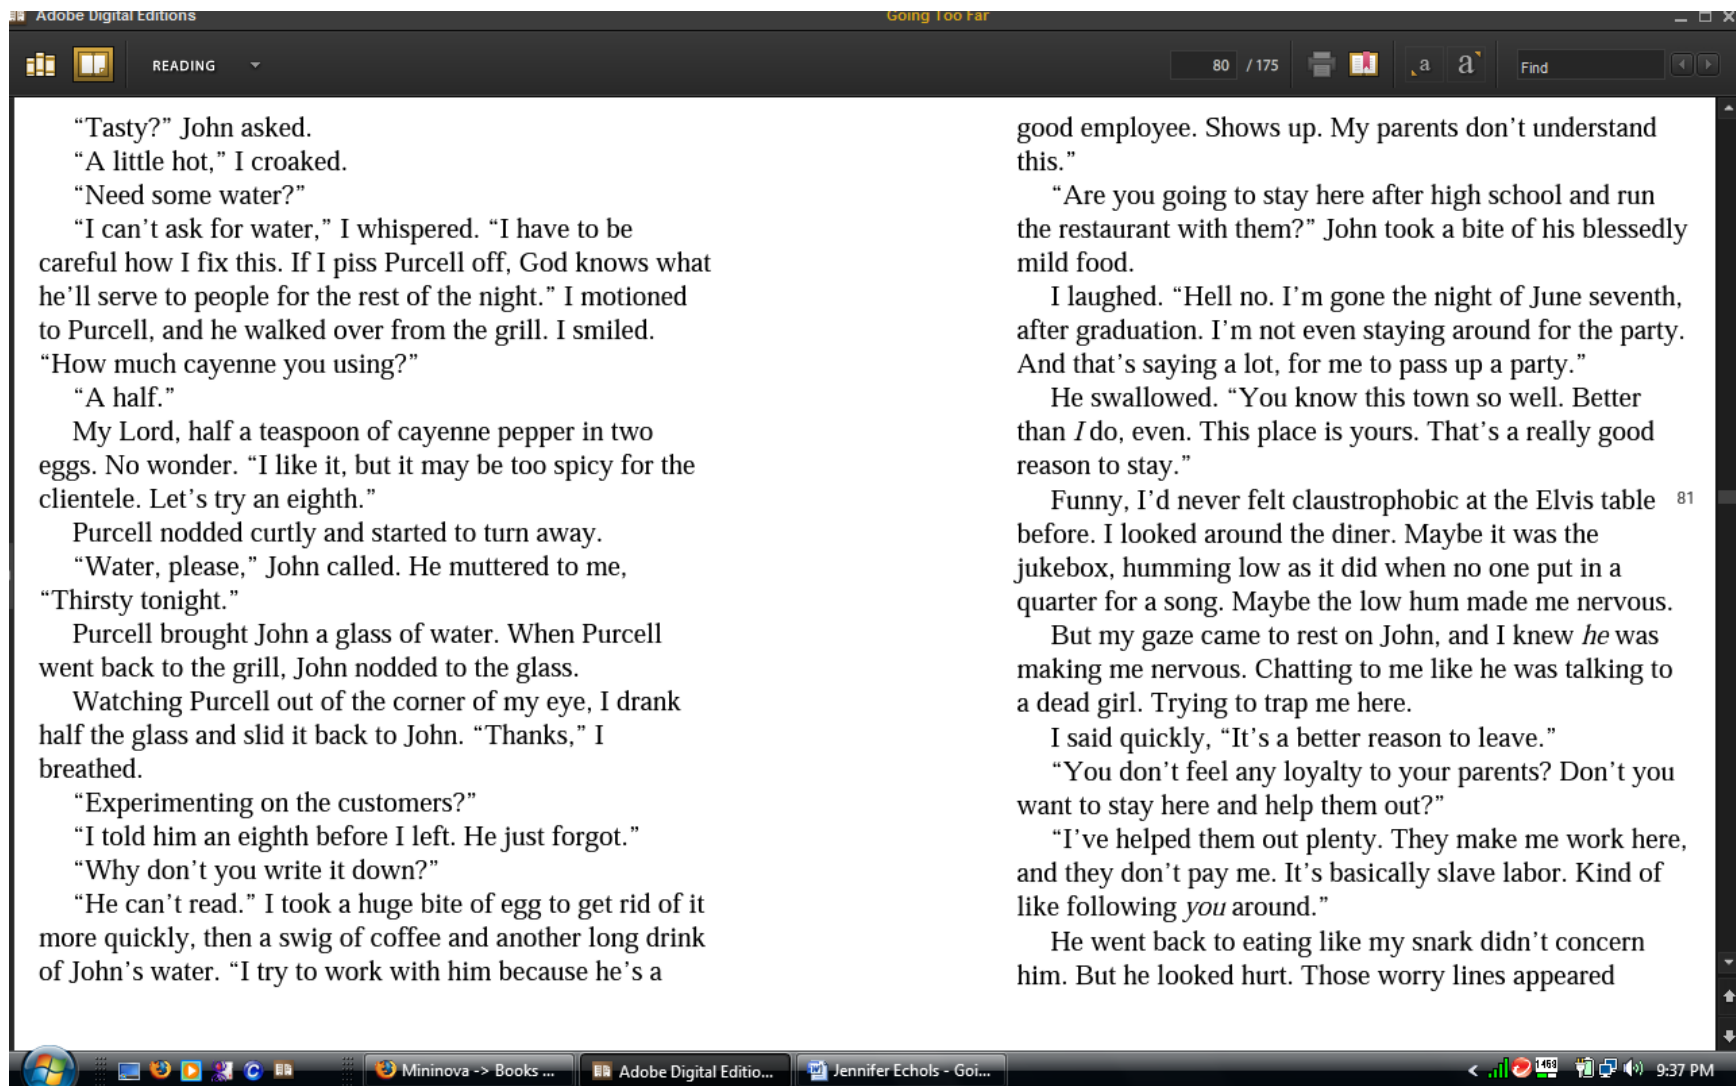 Adobe Digital Editions
Going Too Far
READING
80 / 175
a
a
Find
“Tasty?” John asked.
“A little hot,” I croaked.
“Need some water?”
“I can’t ask for water,” I whispered. “I have to be
careful how I fix this. If I piss Purcell off, God knows what
he’ll serve to people for the rest of the night.” I motioned
to Purcell, and he walked over from the grill. I smiled.
“How much cayenne you using?”
“A half.”
My Lord, half a teaspoon of cayenne pepper in two
eggs. No wonder. “I like it, but it may be too spicy for the
clientele. Let’s try an eighth.”
Purcell nodded curtly and started to turn away.
“Water, please,” John called. He muttered to me,
“Thirsty tonight.”
Purcell brought John a glass of water. When Purcell
went back to the grill, John nodded to the glass.
Watching Purcell out of the corner of my eye, I drank
half the glass and slid it back to John. “Thanks,” I
breathed.
“Experimenting on the customers?”
“I told him an eighth before I left. He just forgot.”
“Why don’t you write it down?”
“He can’t read.” I took a huge bite of egg to get rid of it
more quickly, then a swig of coffee and another long drink
of John’s water. “I try to work with him because he’s a
good employee. Shows up. My parents don’t understand
this.”
“Are you going to stay here after high school and run
the restaurant with them?” John took a bite of his blessedly
mild food.
I laughed. “Hell no. I’m gone the night of June seventh,
after graduation. I’m not even staying around for the party.
And that’s saying a lot, for me to pass up a party.”
He swallowed. “You know this town so well. Better
than I do, even. This place is yours. That’s a really good
reason to stay.”
Funny, I’d never felt claustrophobic at the Elvis table 81
before. I looked around the diner. Maybe it was the
jukebox, humming low as it did when no one put in a
quarter for a song. Maybe the low hum made me nervous.
But my gaze came to rest on John, and I knew he was
making me nervous. Chatting to me like he was talking to
a dead girl. Trying to trap me here.
I said quickly, “It’s a better reason to leave.”
“You don’t feel any loyalty to your parents? Don’t you
want to stay here and help them out?”
“I’ve helped them out plenty. They make me work here,
and they don’t pay me. It’s basically slave labor. Kind of
like following you around.”
He went back to eating like my snark didn’t concern
him. But he looked hurt. Those worry lines appeared
Mininova -> Books ...
Adobe Digital Editio...
Jennifer Echols - Goi...
9:37 PM